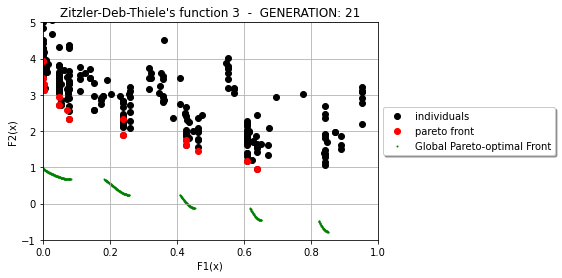 Zitzler-Deb-Thiele's function 3 - GENERATION: 21
5
4
3
2
1
0
−1
F2(x)
0.0 0.2 0.4 0.6 0.8 1.0
F1(x)
individuals
pareto front
Global Pareto-optimal Front